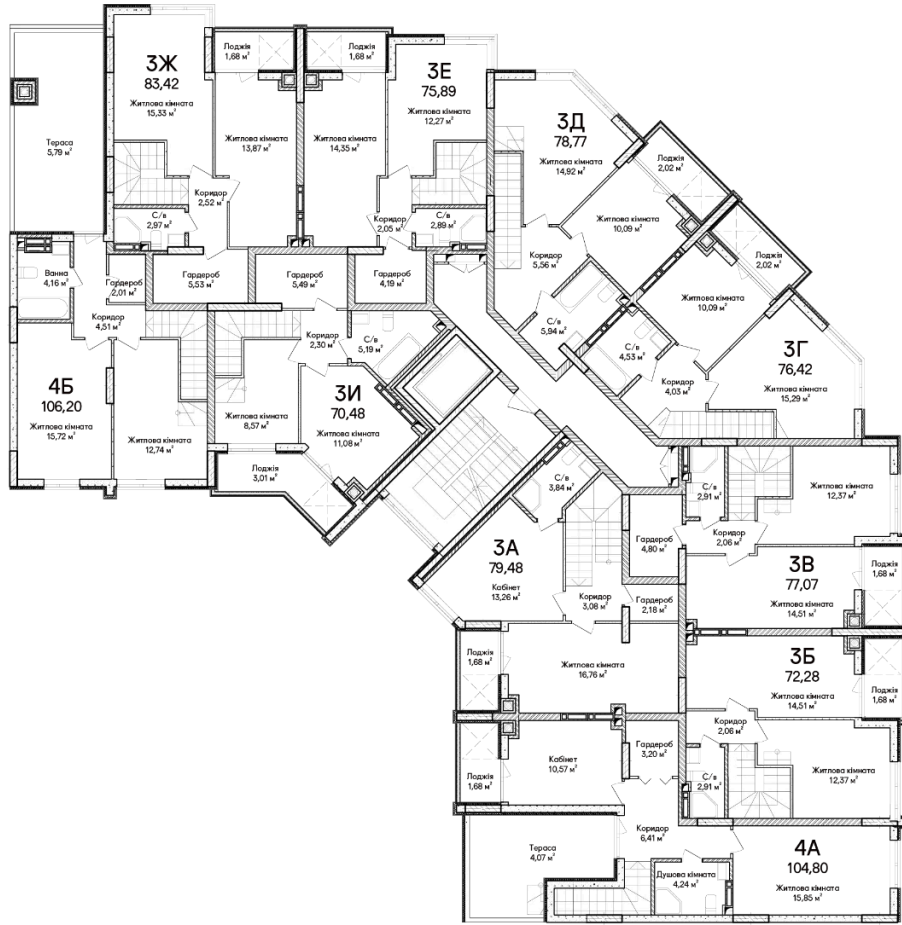 3Ж
83,42
Житлова кімната
15,33 м²
Лоджія
1,68 м²
Житлова кімната
13,87 м²
Лоджія
1,68 м²
Житлова кімната
14,35 м²
3Е
75,89
Житлова кімната
12,27 м²
Тераса
5,79 м²
Коридор
2,52 м²
С/в
2,97 м²
Коридор
2,05 м²
С/в
2,89 м²
3Д
78,77
Житлова кімната
14,92 м²
Лоджія
2,02 м²
Житлова кімната
10,09 м²
Лоджія
2,02 м²
Коридор
5,56 м²
Ванна
4,16 м²
Гардероб
2,01 м²
Гардероб
5,53 м²
Гардероб
5,49 м²
Гардероб
4,19 м²
Житлова кімната
10,09 м²
Коридор
4,51 м²
Коридор
2,30 м²
С/в
5,19 м²
С/в
5,94 м²
С/в
4,53 м²
Коридор
4,03 м²
3Г
76,42
Житлова кімната
15,29 м²
4Б
106,20
Житлова кімната
15,72 м²
Житлова кімната
12,74 м²
Житлова кімната
8,57 м²
3И
70,48
Житлова кімната
11,08 м²
Лоджія
3,01 м²
С/в
3,84 м²
С/в
2,91 м²
Житлова кімната
12,37 м²
3А
79,48
Кабінет
13,26 м²
Гардероб
4,80 м²
Коридор
2,06 м²
3В
77,07
Житлова кімната
14,51 м²
Лоджія
1,68 м²
Коридор
3,08 м²
Гардероб
2,18 м²
Лоджія
1,68 м²
Житлова кімната
16,76 м²
3Б
72,28
Житлова кімната
14,51 м²
Лоджія
1,68 м²
Коридор
2,06 м²
Кабінет
10,57 м²
Гардероб
3,20 м²
Лоджія
1,68 м²
С/в
2,91 м²
Житлова кімната
12,37 м²
Коридор
6,41 м²
Тераса
4,07 м²
Душова кімната
4,24 м²
4А
104,80
Житлова кімната
15,85 м²